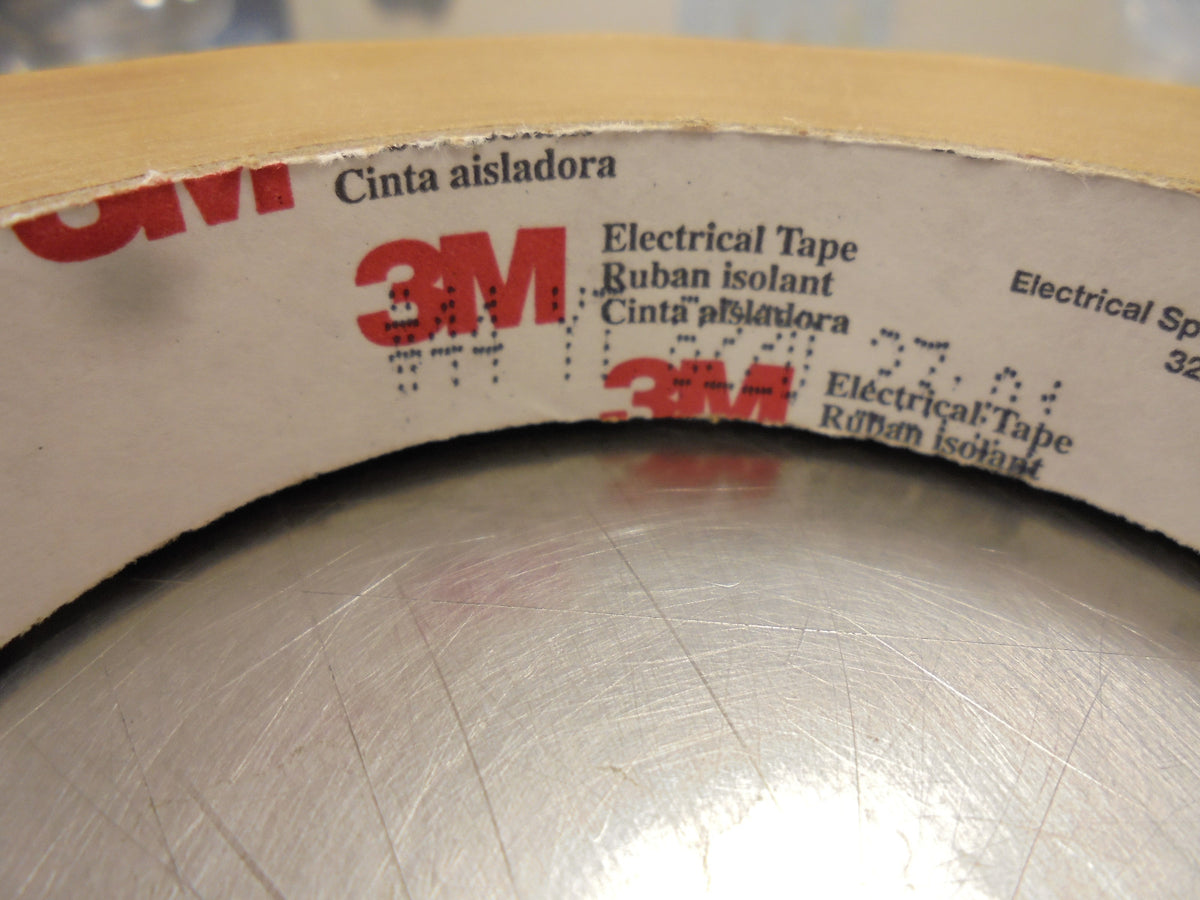 3M
Cinta aisladora
3M
Electrical Tape
Ruban isolant
Cinta aisladora
Electrical Sp
32
3M
Electrical Tape
Ruban isolant